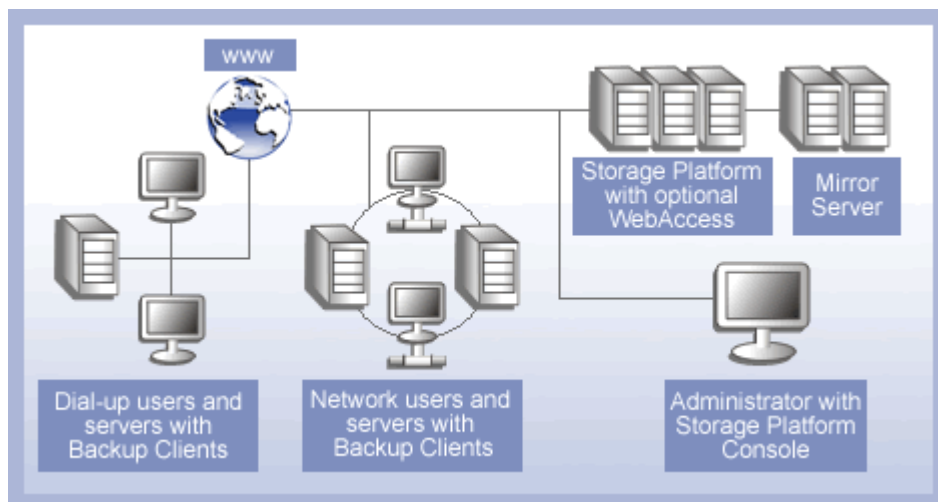 www
Storage Platform
with optional
WebAccess
Mirror
Server
Dial-up users and
servers with
Backup Clients
Network users and
servers with
Backup Clients
Administrator with
Storage Platform
Console